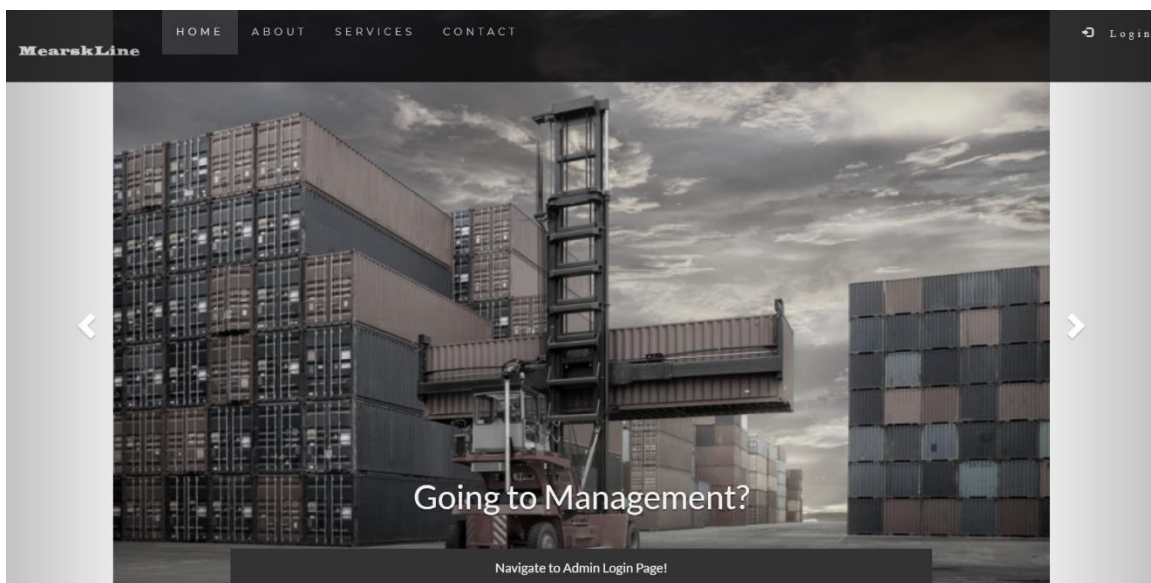 MearskLine
HOME ABOUT SERVICES CONTACT
Login
Going to Management?
Navigate to Admin Login Page!